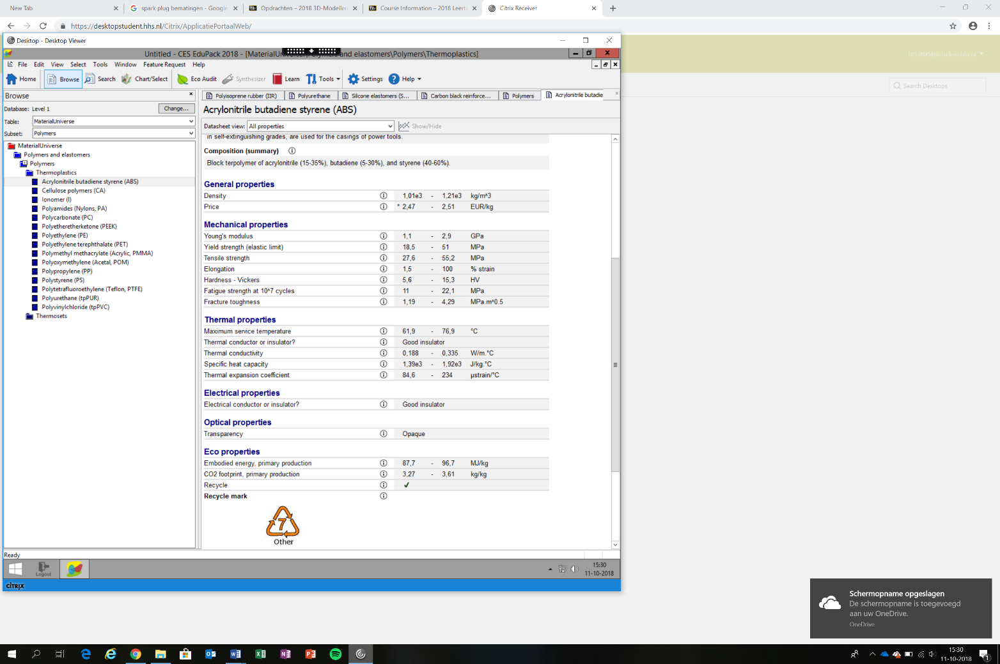 New Tab
spark plug bematingen - Google
Opdrachten – 2018 3D-Modeller
Course Information – 2018 Leert
Citrix Receiver
https://desktopstudent.hhs.nl/Citrix/ApplicatiePortaalWeb/
Search Desktops
Desktop - Desktop Viewer
Untitled - CES EduPack 2018 - [MaterialUniverse\Polymers and elastomers\Polymers\Thermoplastics]
File Edit View Select Tools Window Feature Request Help
Home Browse Search Chart/Select Eco Audit Synthesizer Learn Tools Settings Help
Browse
Database: Level 1 Change...
Table: MaterialUniverse
Subset: Polymers
MaterialUniverse
Polymers and elastomers
Polymers
Thermoplastics
Acrylonitrile butadiene styrene (ABS)
Cellulose polymers (CA)
Ionomer (I)
Polyamides (Nylons, PA)
Polycarbonate (PC)
Polyetheretherketone (PEEK)
Polyethylene (PE)
Polyethylene terephthalate (PET)
Polymethyl methacrylate (Acrylic, PMMA)
Polyoxymethylene (Acetal, POM)
Polypropylene (PP)
Polystyrene (PS)
Polytetrafluoroethylene (Teflon, PTFE)
Polyurethane (tpPUR)
Polyvinylchloride (tpPVC)
Thermosets
Polyisoprene rubber (IIR) Polyurethane Silicone elastomers (S... Carbon black reinforce... Polymers Acrylonitrile butadie
Acrylonitrile butadiene styrene (ABS)
Datasheet view: All properties Show/Hide
in self-extinguishing grades, are used for the casings of power tools.
Composition (summary)
Block terpolymer of acrylonitrile (15-35%), butadiene (5-30%), and styrene (40-60%).
General properties
Density 1,01e3 - 1,21e3 kg/m^3
Price * 2,47 - 2,51 EUR/kg
Mechanical properties
Young's modulus 1,1 - 2,9 GPa
Yield strength (elastic limit) 18,5 - 51 MPa
Tensile strength 27,6 - 55,2 MPa
Elongation 1,5 - 100 % strain
Hardness - Vickers 5,6 - 15,3 HV
Fatigue strength at 10^7 cycles 11 - 22,1 MPa
Fracture toughness 1,19 - 4,29 MPa.m^0.5
Thermal properties
Maximum service temperature 61,9 - 76,9 °C
Thermal conductor or insulator? Good insulator
Thermal conductivity 0,188 - 0,335 W/m.°C
Specific heat capacity 1,39e3 - 1,92e3 J/kg.°C
Thermal expansion coefficient 84,6 - 234 µstrain/°C
Electrical properties
Electrical conductor or insulator? Good insulator
Optical properties
Transparency Opaque
Eco properties
Embodied energy, primary production 87,7 - 96,7 MJ/kg
CO2 footprint, primary production 3,27 - 3,61 kg/kg
Recycle ✓
Recycle mark
7
Other
Ready
Logout
15:30
11-10-2018
CITRIX
Schermopname opgeslagen
De schermopname is toegevoegd
aan uw OneDrive.
OneDrive
15:30
11-10-2018
1